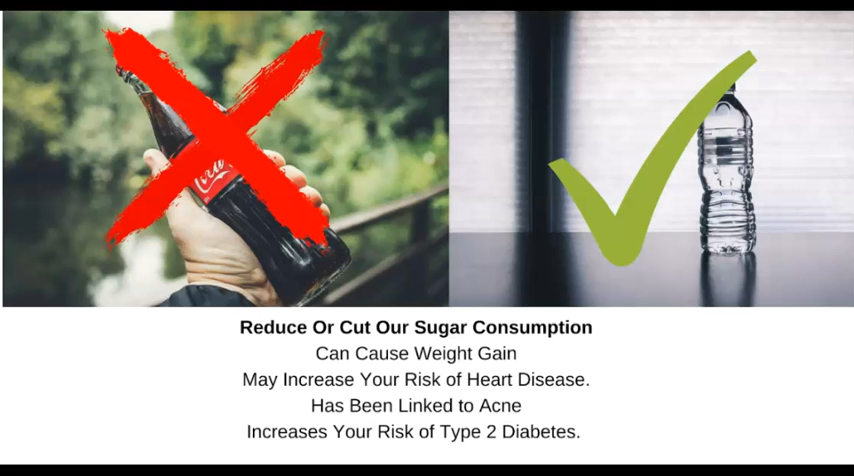 Reduce Or Cut Our Sugar Consumption
Can Cause Weight Gain
May Increase Your Risk of Heart Disease.
Has Been Linked to Acne
Increases Your Risk of Type 2 Diabetes.